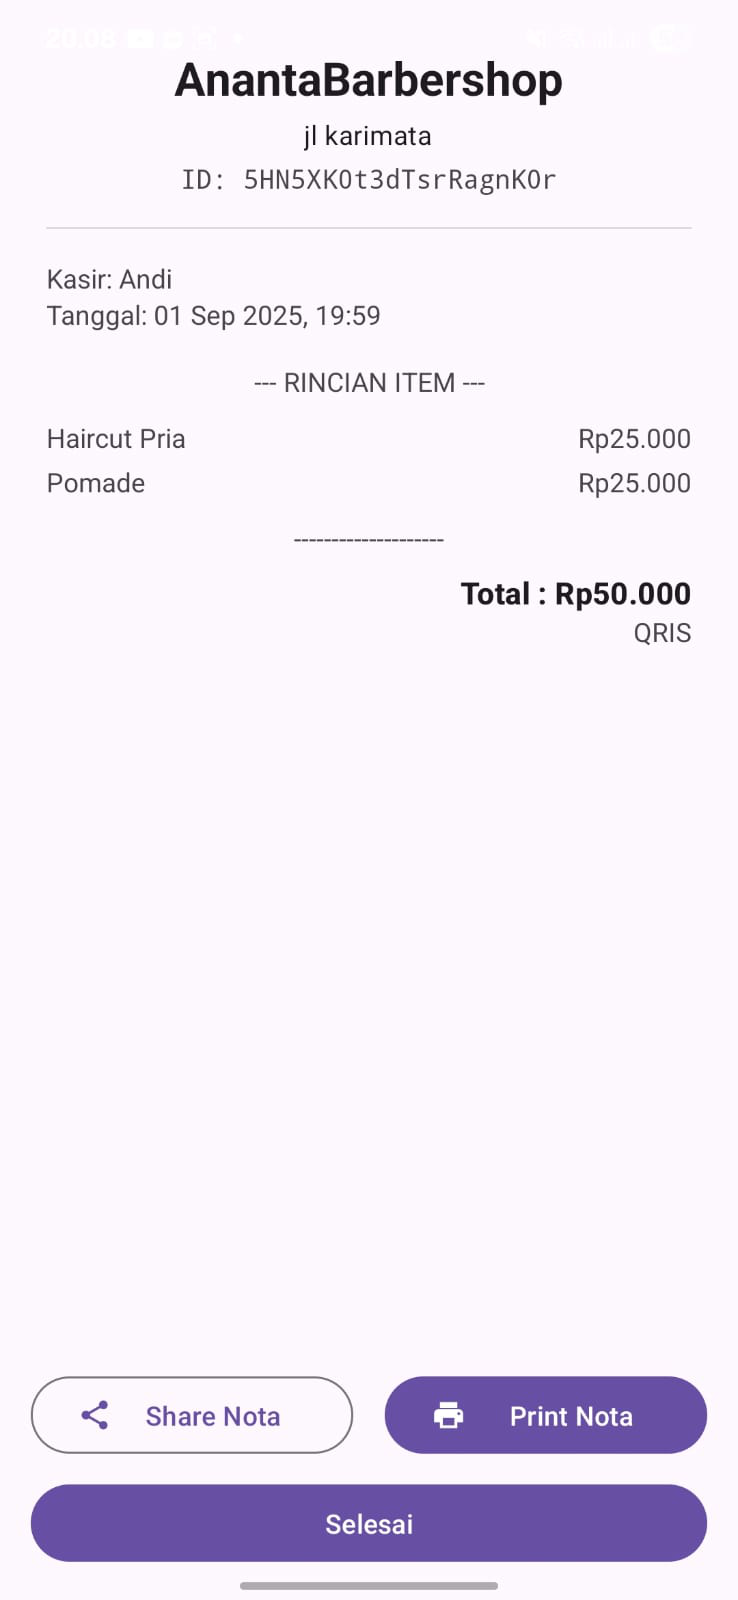 20.08
AnantaBarbershop
jl karimata
ID: 5HN5XK0t3dTsrRagnK0r
Kasir: Andi
Tanggal: 01 Sep 2025, 19:59
--- RINCIAN ITEM ---
Haircut Pria Rp25.000
Pomade Rp25.000
--------------------
Total : Rp50.000
QRIS
Share Nota
Print Nota
Selesai